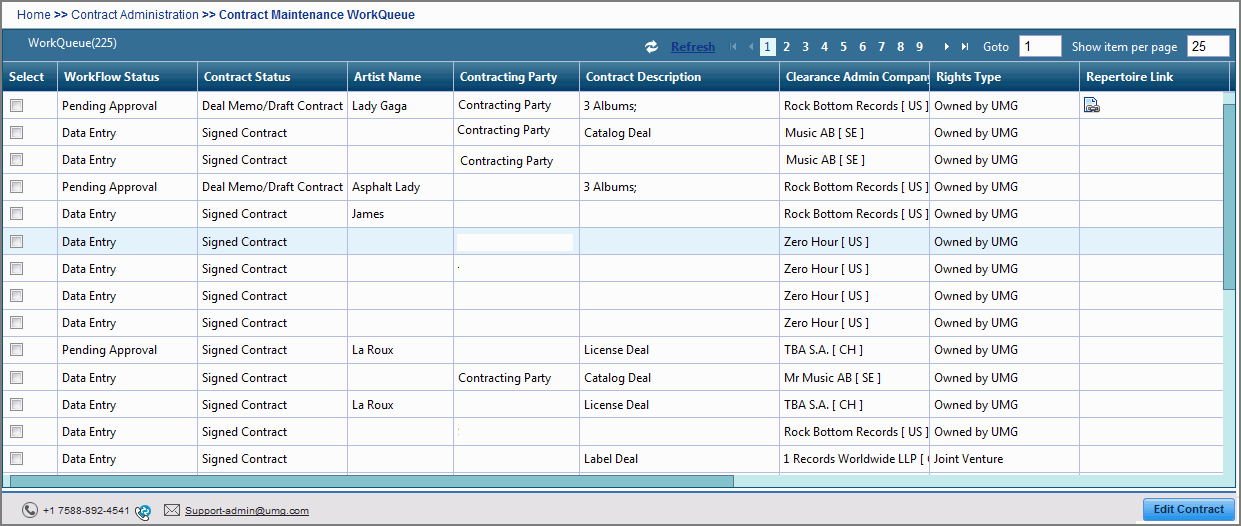 Home >> Contract Administration >> Contract Maintenance WorkQueue
WorkQueue(225) Refresh 1 2 3 4 5 6 7 8 9 Goto 1 Show item per page 25
Select WorkFlow Status Contract Status Artist Name Contracting Party Contract Description Clearance Admin Company Rights Type Repertoire Link
Pending Approval Deal Memo/Draft Contract Lady Gaga Contracting Party 3 Albums; Rock Bottom Records [ US ] Owned by UMG
Data Entry Signed Contract Contracting Party Catalog Deal Music AB [ SE ] Owned by UMG
Data Entry Signed Contract Contracting Party Music AB [ SE ] Owned by UMG
Pending Approval Deal Memo/Draft Contract Asphalt Lady 3 Albums; Rock Bottom Records [ US ] Owned by UMG
Data Entry Signed Contract James Rock Bottom Records [ US ] Owned by UMG
Data Entry Signed Contract Zero Hour [ US ] Owned by UMG
Data Entry Signed Contract Zero Hour [ US ] Owned by UMG
Data Entry Signed Contract Zero Hour [ US ] Owned by UMG
Data Entry Signed Contract Zero Hour [ US ] Owned by UMG
Pending Approval Signed Contract La Roux License Deal TBA S.A. [ CH ] Owned by UMG
Data Entry Signed Contract Contracting Party Catalog Deal Mr Music AB [ SE ] Owned by UMG
Data Entry Signed Contract La Roux License Deal TBA S.A. [ CH ] Owned by UMG
Data Entry Signed Contract Rock Bottom Records [ US ] Owned by UMG
Data Entry Signed Contract Label Deal 1 Records Worldwide LLP [ Joint Venture
+1 7588-892-4541 Support-admin@umg.com Edit Contract